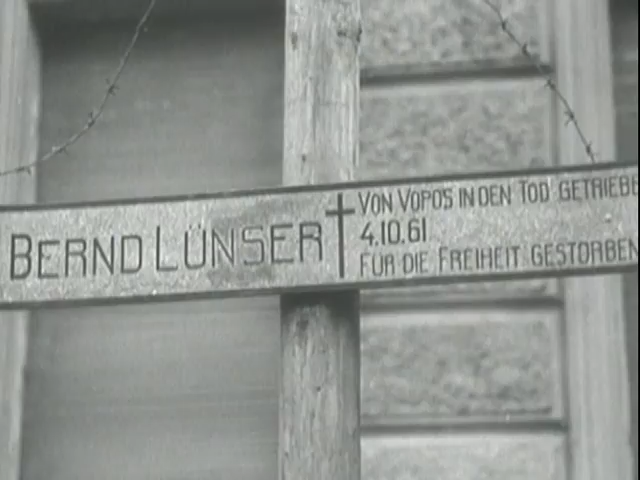 BERND LÜNSER
VON VOPOS IN DEN TOD GETRIEBE
4.10.61
FÜR DIE FREIHEIT GESTORBEN